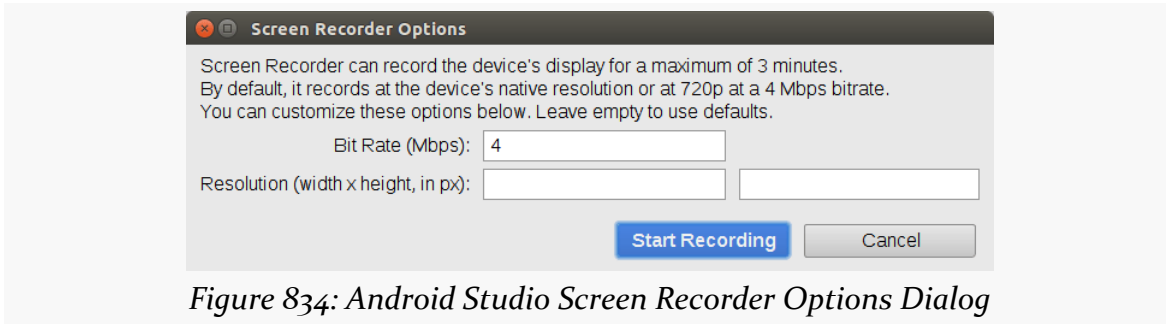 Screen Recorder Options
Screen Recorder can record the device's display for a maximum of 3 minutes.
By default, it records at the device's native resolution or at 720p at a 4 Mbps bitrate.
You can customize these options below. Leave empty to use defaults.
Bit Rate (Mbps): 4
Resolution (width x height, in px):
Start Recording Cancel
Figure 834: Android Studio Screen Recorder Options Dialog